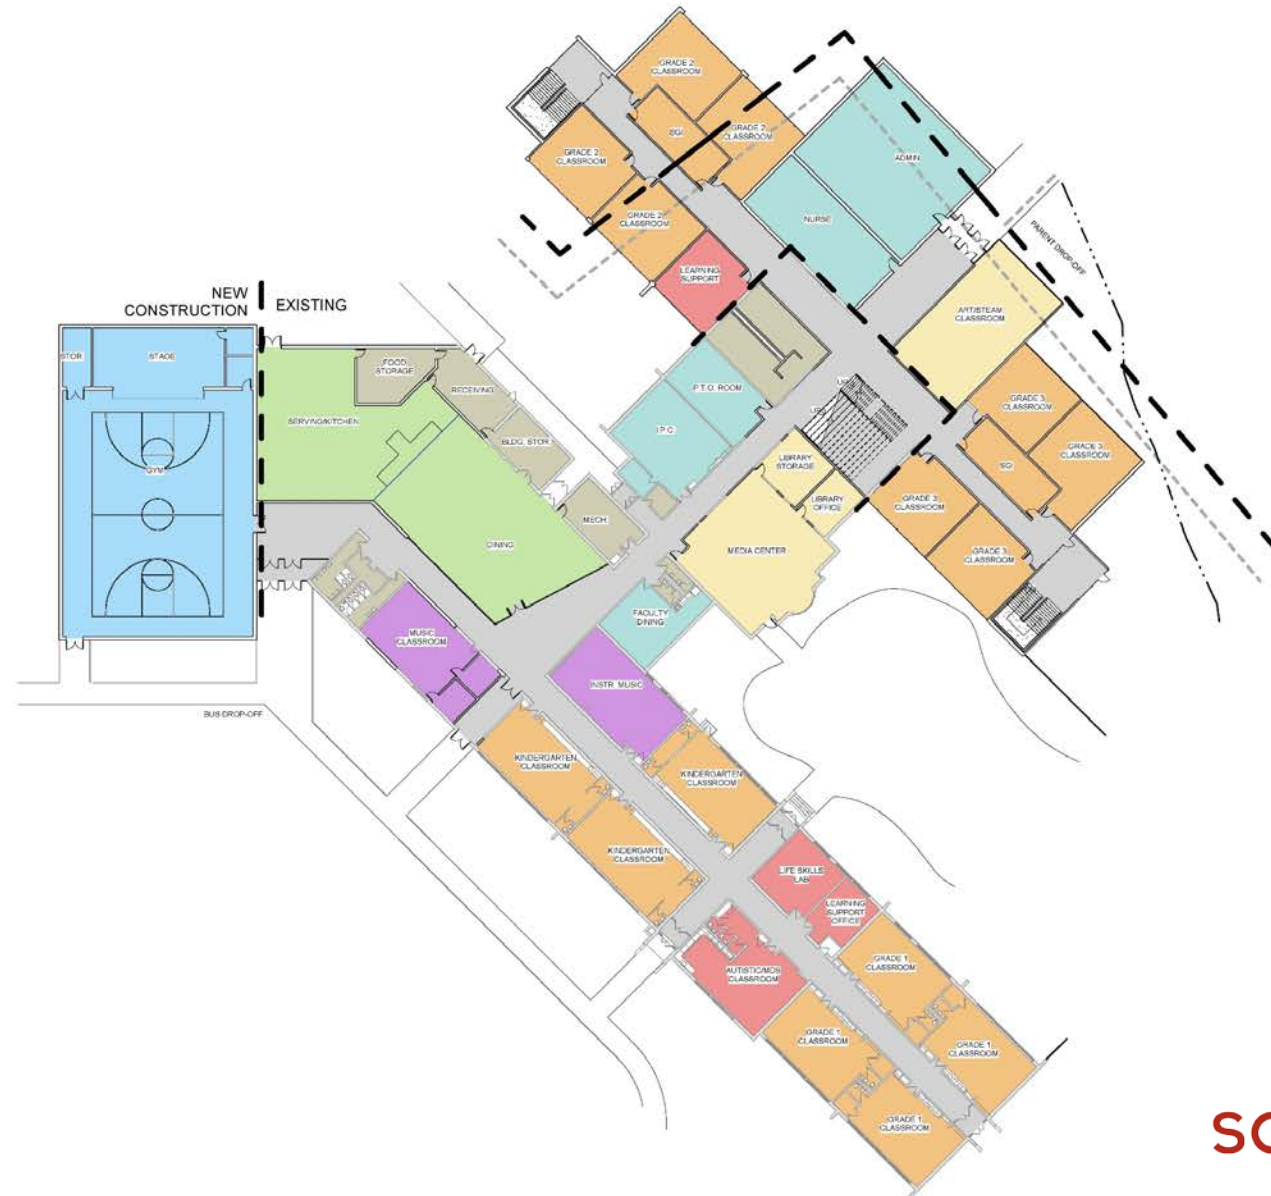 GRADE 2
CLASSROOM
SGI
GRADE 2
CLASSROOM
GRADE 2
CLASSROOM
GRADE 2
CLASSROOM
ADMIN
NURSE
LEARNING
SUPPORT
PARENT DROP-OFF
NEW
CONSTRUCTION
EXISTING
ART/STEAM
CLASSROOM
STOR
STAGE
FOOD
STORAGE
RECEIVING
P.T.O. ROOM
UP
UP
GRADE 3
CLASSROOM
GRADE 3
CLASSROOM
SGI
SERVING/KITCHEN
BLDG. STOR
I.P.C.
LIBRARY
STORAGE
LIBRARY
OFFICE
GRADE 3
CLASSROOM
GRADE 3
CLASSROOM
GYM
MECH.
DINING
MEDIA CENTER
FACULTY
DINING
MUSIC
CLASSROOM
INSTR. MUSIC
BUS DROP-OFF
KINDERGARTEN
CLASSROOM
KINDERGARTEN
CLASSROOM
KINDERGARTEN
CLASSROOM
LIFE SKILLS
LAB
LEARNING
SUPPORT
OFFICE
AUTISTIC/MDS
CLASSROOM
GRADE 1
CLASSROOM
GRADE 1
CLASSROOM
GRADE 1
CLASSROOM
GRADE 1
CLASSROOM